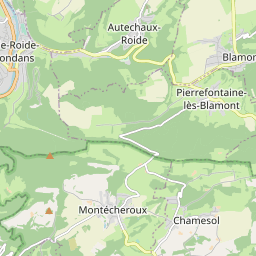 Autechaux-
Roide
e-Roide-
ondans
Blamon
Pierrefontaine-
lès-Blamont
Montécheroux
Chamesol